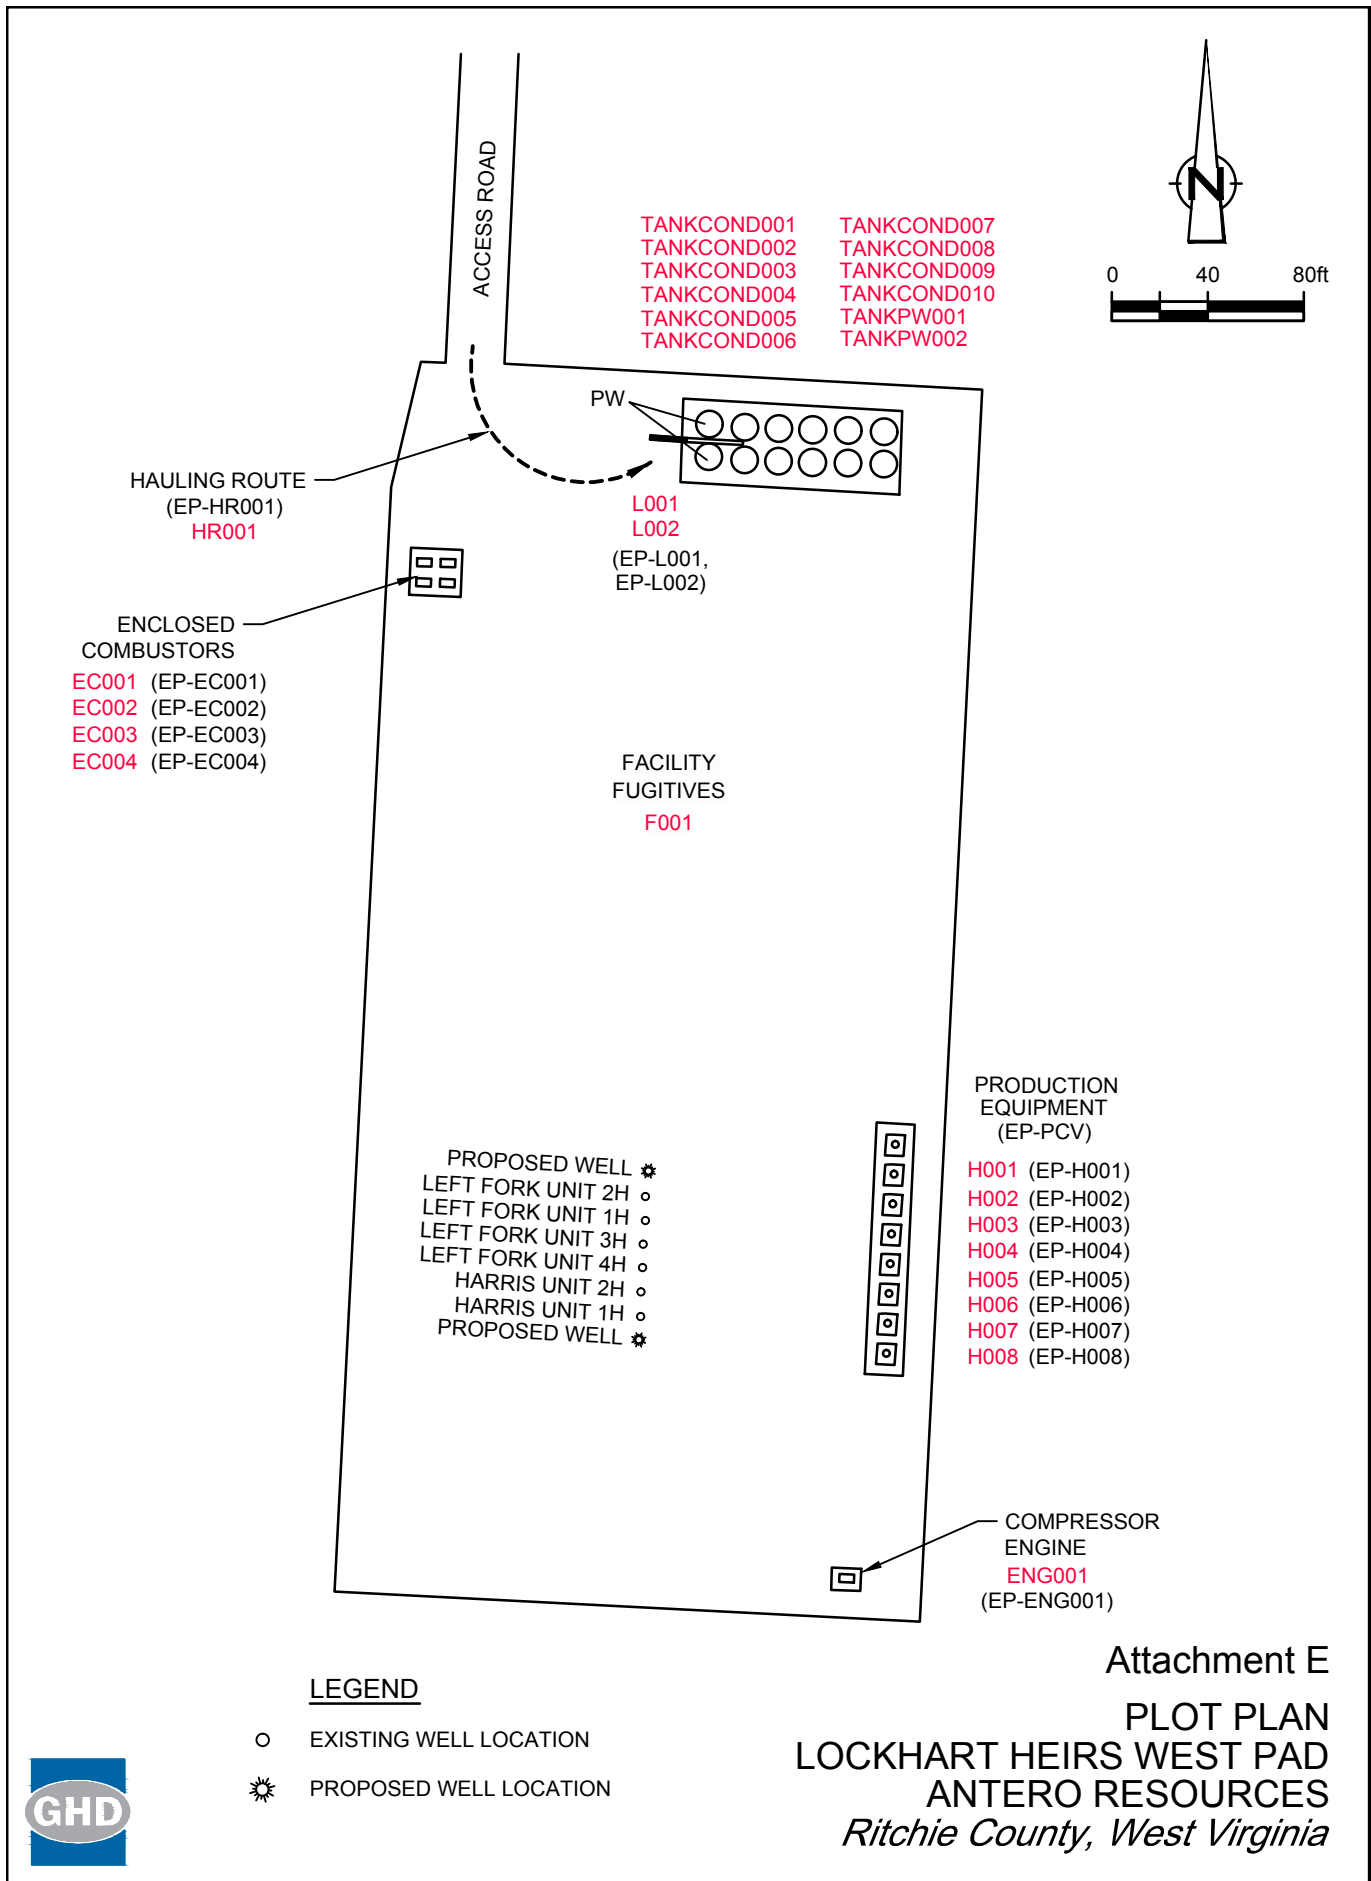 ACCESS ROAD
N
0 40 80ft
TANKCOND001 TANKCOND007
TANKCOND002 TANKCOND008
TANKCOND003 TANKCOND009
TANKCOND004 TANKCOND010
TANKCOND005 TANKPW001
TANKCOND006 TANKPW002
PW
HAULING ROUTE
(EP-HR001)
HR001
L001
L002
(EP-L001,
EP-L002)
ENCLOSED
COMBUSTORS
EC001 (EP-EC001)
EC002 (EP-EC002)
EC003 (EP-EC003)
EC004 (EP-EC004)
FACILITY
FUGITIVES
F001
PRODUCTION
EQUIPMENT
(EP-PCV)
H001 (EP-H001)
H002 (EP-H002)
H003 (EP-H003)
H004 (EP-H004)
H005 (EP-H005)
H006 (EP-H006)
H007 (EP-H007)
H008 (EP-H008)
PROPOSED WELL
LEFT FORK UNIT 2H
LEFT FORK UNIT 1H
LEFT FORK UNIT 3H
LEFT FORK UNIT 4H
HARRIS UNIT 2H
HARRIS UNIT 1H
PROPOSED WELL
COMPRESSOR
ENGINE
ENG001
(EP-ENG001)
LEGEND
EXISTING WELL LOCATION
PROPOSED WELL LOCATION
GHD
Attachment E
PLOT PLAN
LOCKHART HEIRS WEST PAD
ANTERO RESOURCES
Ritchie County, West Virginia